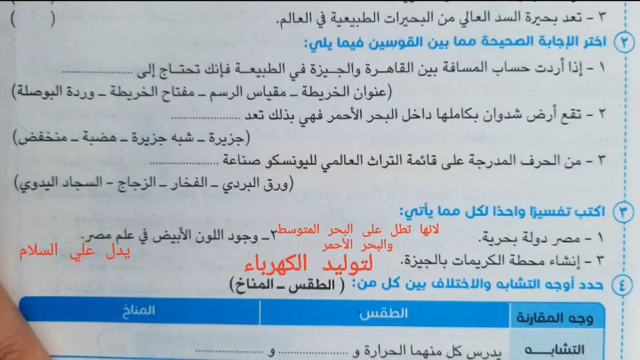 ٣ - تعد بحيرة السد العالي من البحيرات الطبيعية في العالم. ( )
٢ اختر الإجابة الصحيحة مما بين القوسين فيما يلي:
١ - إذا أردت حساب المسافة بين القاهرة والجيزة في الطبيعة فإنك تحتاج إلى ..................
(عنوان الخريطة - مقياس الرسم - مفتاح الخريطة - وردة البوصلة)
٢ - تقع أرض شدوان بكاملها داخل البحر الأحمر فهي بذلك تعد ..................
(جزيرة - شبه جزيرة - هضبة - منخفض)
٣ - من الحرف المدرجة على قائمة التراث العالمي لليونسكو صناعة ..................
(ورق البردي - الفخار - الزجاج - السجاد اليدوي)
٣ اكتب تفسيرًا واحدًا لكل مما يأتي:
١ - مصر دولة بحرية. لانها تطل على البحر المتوسط والبحر الأحمر
٢- وجود اللون الأبيض في علم مصر. يدل علي السلام
٣ - إنشاء محطة الكريمات بالجيزة. لتوليد الكهرباء
٤ حدد أوجه التشابه والاختلاف بين كل من: (الطقس - المناخ)
وجه المقارنة الطقس المناخ
التشابه يدرس كل منهما الحرارة و .................. و ..................